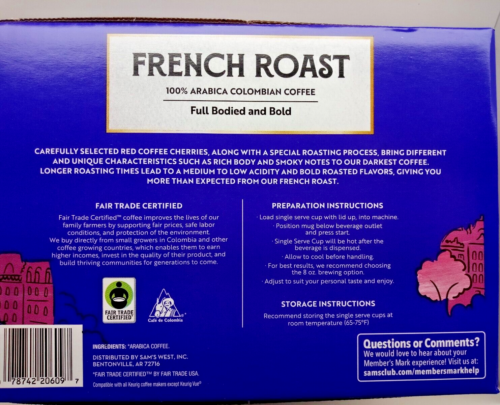 FRENCH ROAST
100% ARABICA COLOMBIAN COFFEE
Full Bodied and Bold
CAREFULLY SELECTED RED COFFEE CHERRIES, ALONG WITH A SPECIAL ROASTING PROCESS, BRING DIFFERENT
AND UNIQUE CHARACTERISTICS SUCH AS RICH BODY AND SMOKY NOTES TO OUR DARKEST COFFEE.
LONGER ROASTING TIMES LEAD TO A MEDIUM TO LOW ACIDITY AND BOLD ROASTED FLAVORS, GIVING YOU
MORE THAN EXPECTED FROM OUR FRENCH ROAST.
FAIR TRADE CERTIFIED
Fair Trade Certified™ coffee improves the lives of our
family farmers by supporting fair prices, safe labor
conditions, and protection of the environment.
We buy directly from small growers in Colombia and other
coffee growing countries, which enables them to earn
higher incomes, invest in the quality of their product, and
build thriving communities for generations to come.
FAIR TRADE
CERTIFIED®
Café de Colombia
INGREDIENTS: *ARABICA COFFEE.
DISTRIBUTED BY SAM'S WEST, INC.
BENTONVILLE, AR 72716
*FAIR TRADE CERTIFIED™ BY FAIR TRADE USA.
Compatible with all Keurig coffee makers except Keurig Vue®
78742 20609 7
PREPARATION INSTRUCTIONS
· Load single serve cup with lid up, into machine.
· Position mug below beverage outlet
and press start.
· Single Serve Cup will be hot after the
beverage is dispensed.
· Allow to cool before handling.
· For best results, we recommend choosing
the 8 oz. brewing option.
· Adjust to suit your personal taste and enjoy.
STORAGE INSTRUCTIONS
Recommend storing the single serve cups at
room temperature (65-75°F)
Questions or Comments?
We would love to hear about your
Member's Mark experience! Visit us at:
samsclub.com/membersmarkhelp